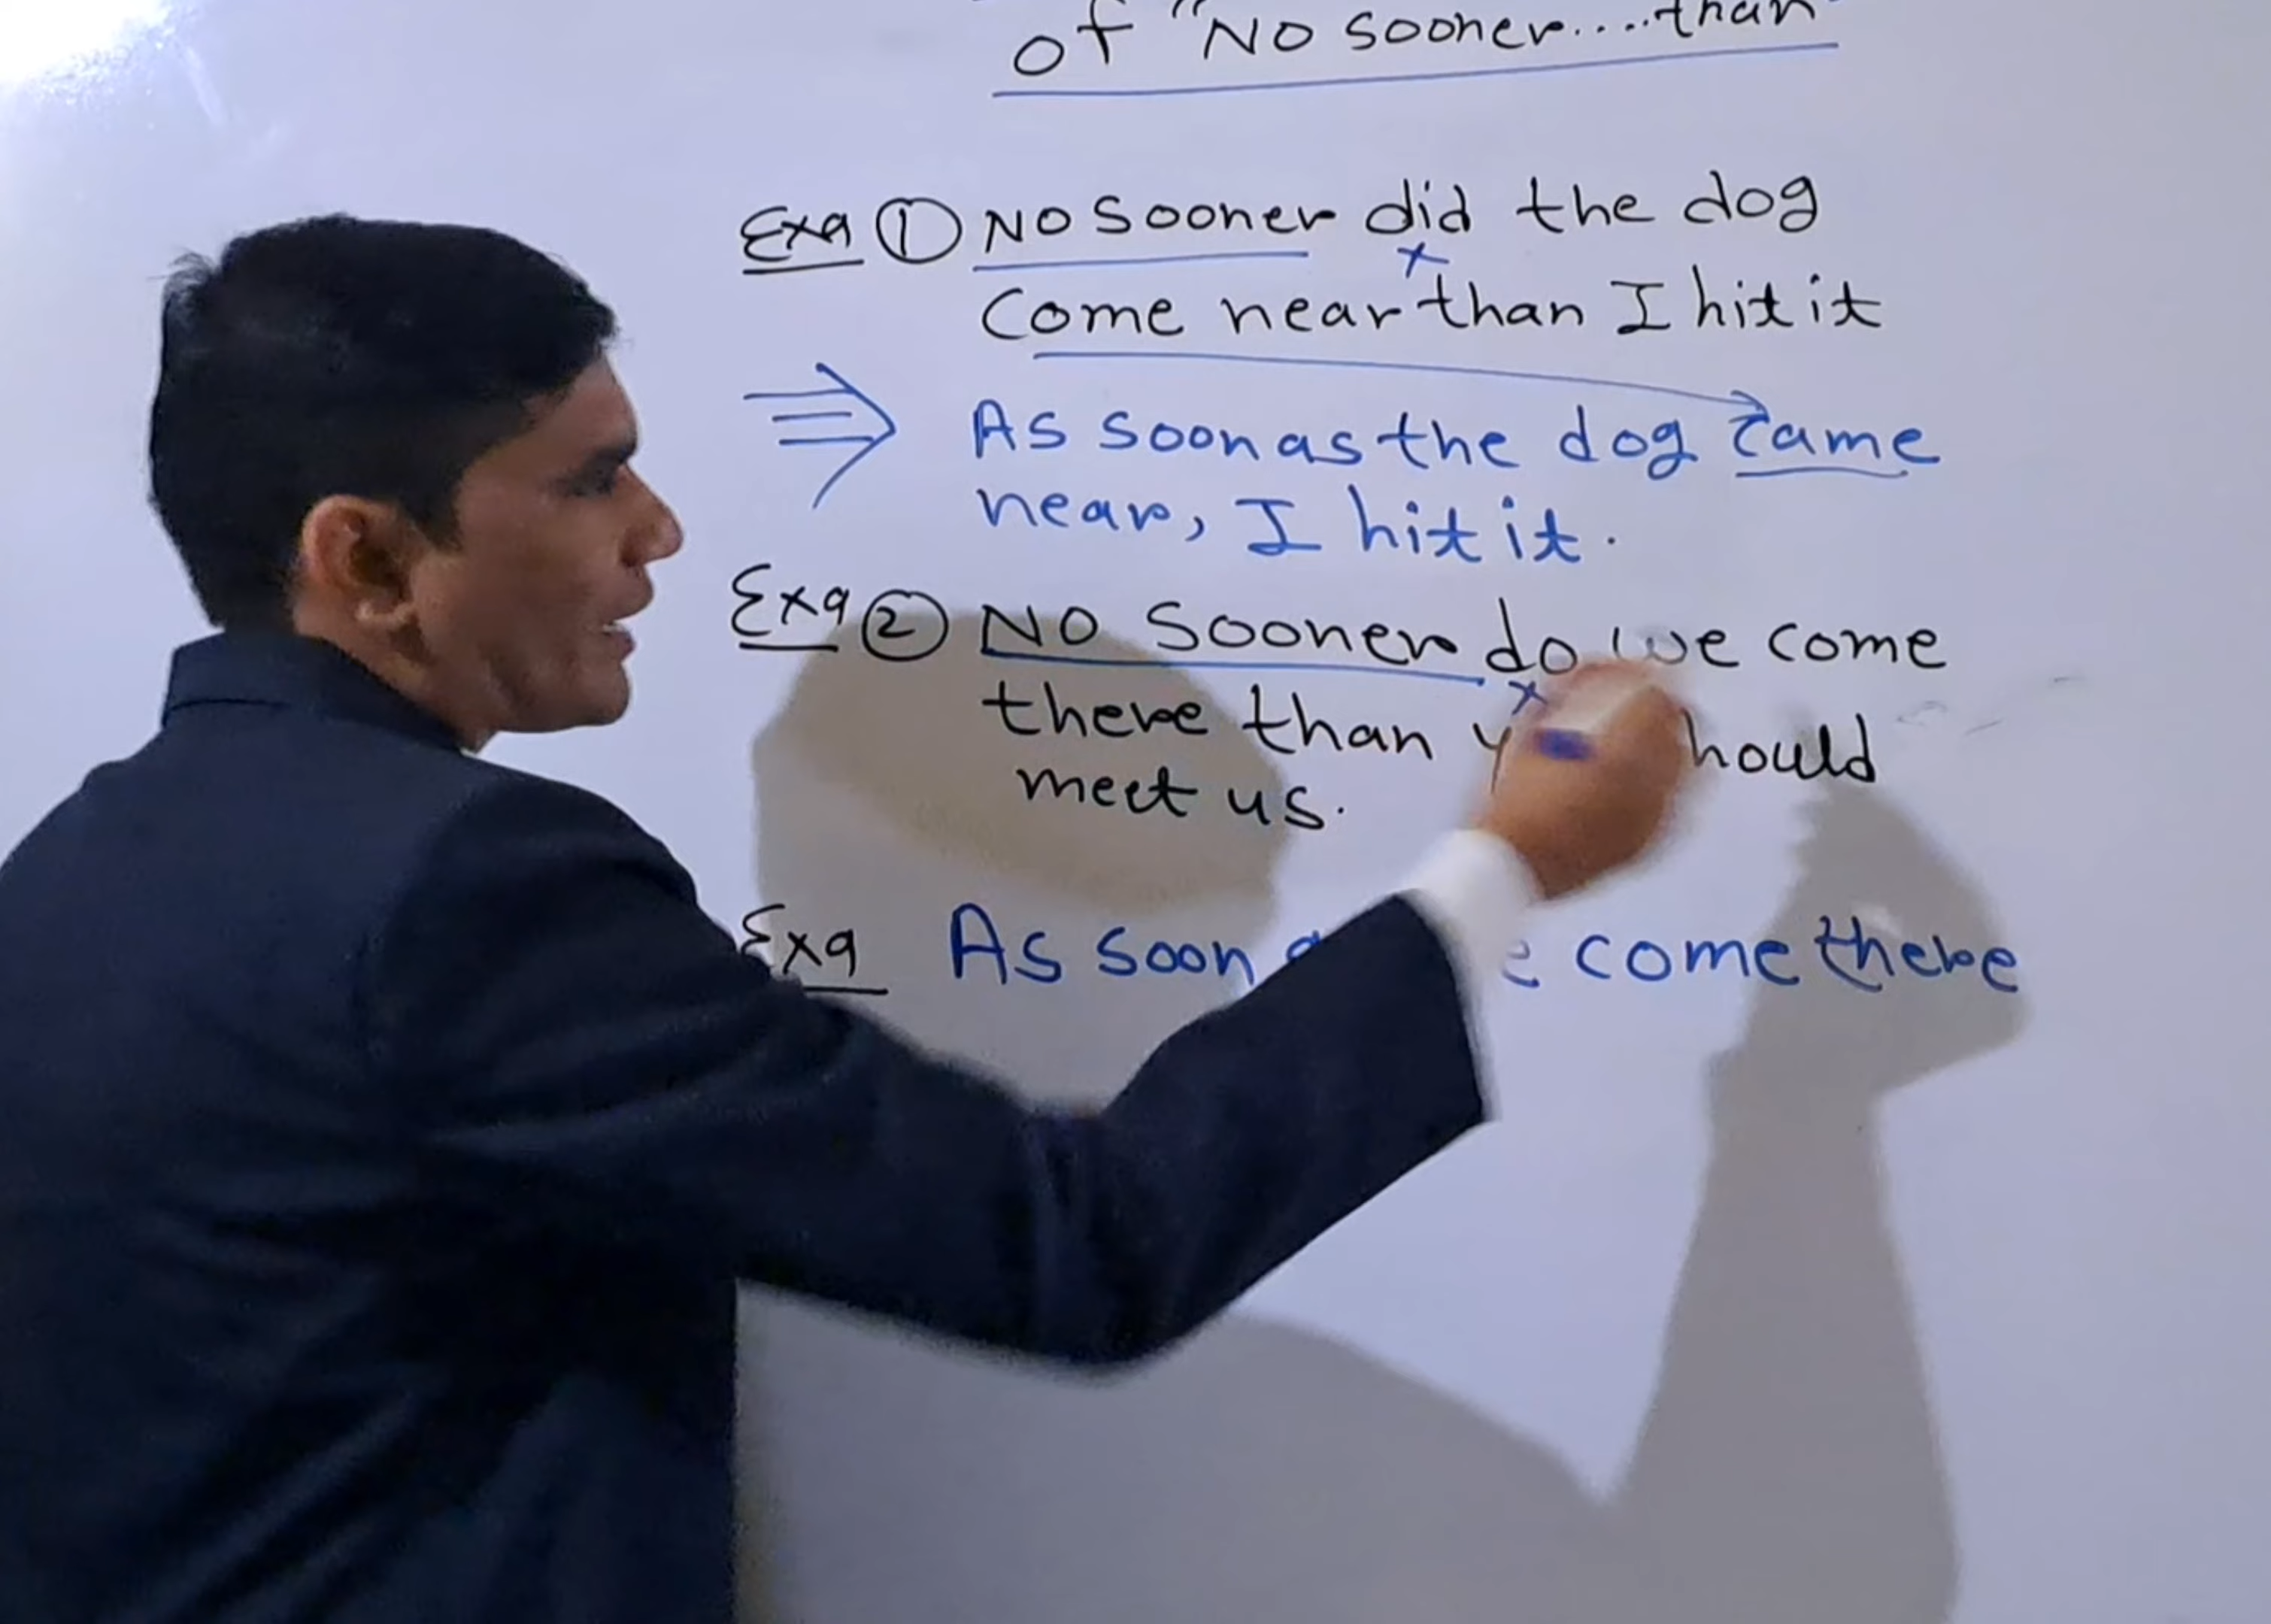 of "No sooner....than
Exa ① No sooner did the dog
come near than I hit it
As soon as the dog came
near, I hit it.
Exa ② No sooner do we come
there than
meet us.
Exa As soon come there